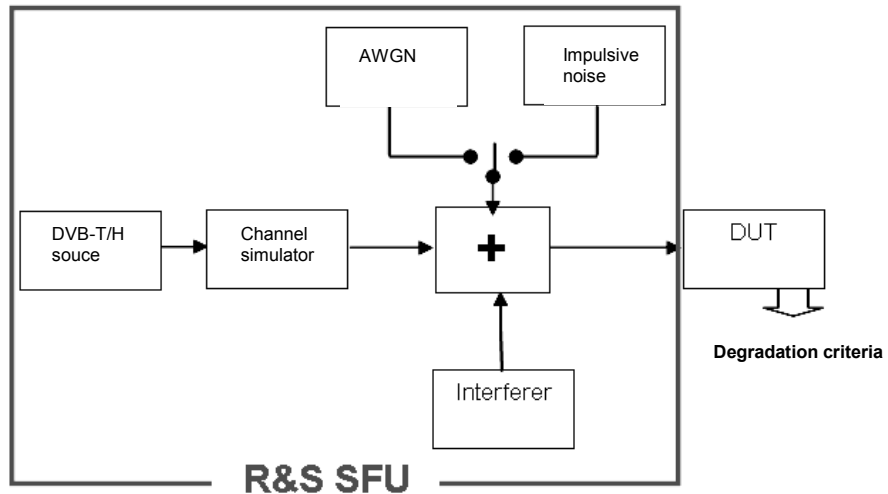 AWGN
Impulsive
noise
DVB-T/H
souce
Channel
simulator
+
DUT
Degradation criteria
Interferer
R&S SFU